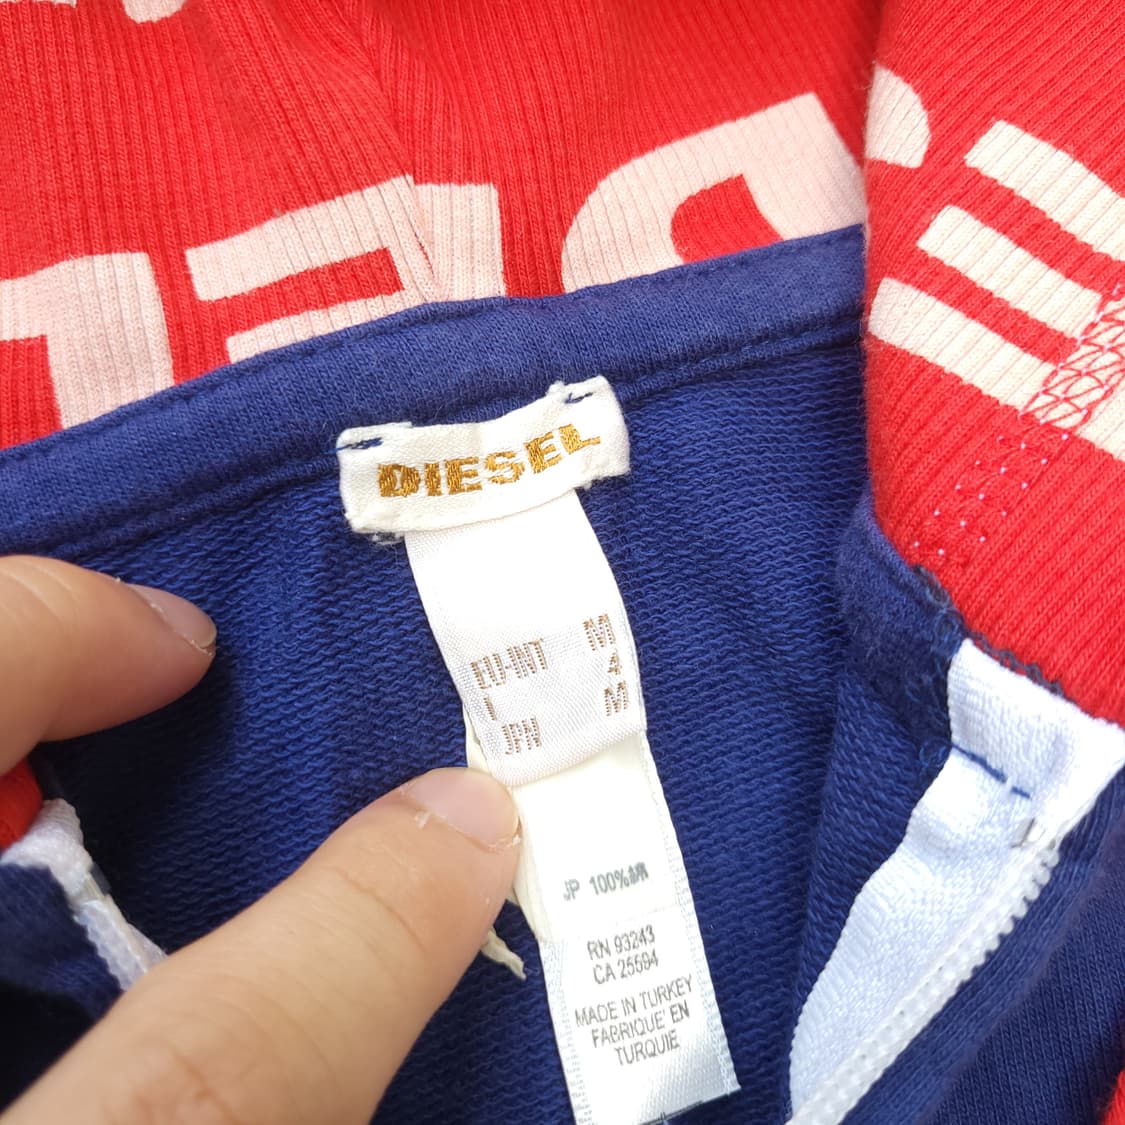 DIESEL
EU-INT M
I 4
JPN M
JP 100%綿
RN 93243
CA 25594
MADE IN TURKEY
FABRIQUE' EN
TURQUIE